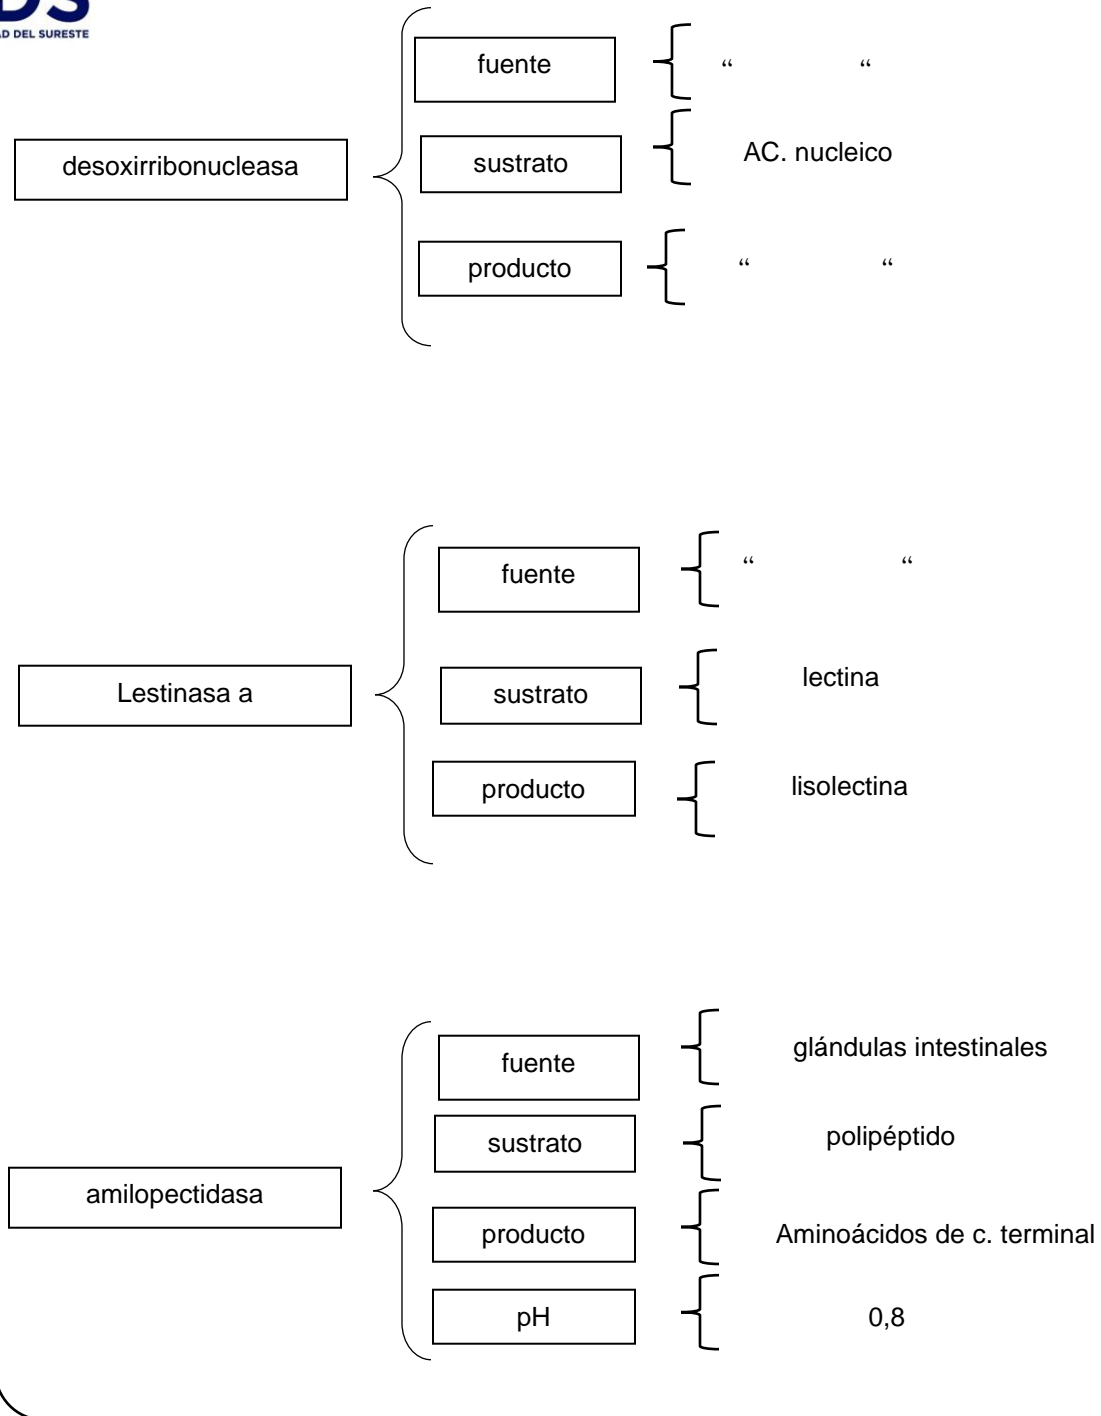 AD DEL SURESTE
fuente
“ “
desoxirribonucleasa
sustrato
AC. nucleico
producto
“ “
fuente
“ “
Lestinasa a
sustrato
lectina
producto
lisolectina
fuente
glándulas intestinales
sustrato
polipéptido
amilopectidasa
producto
Aminoácidos de c. terminal
pH
0,8